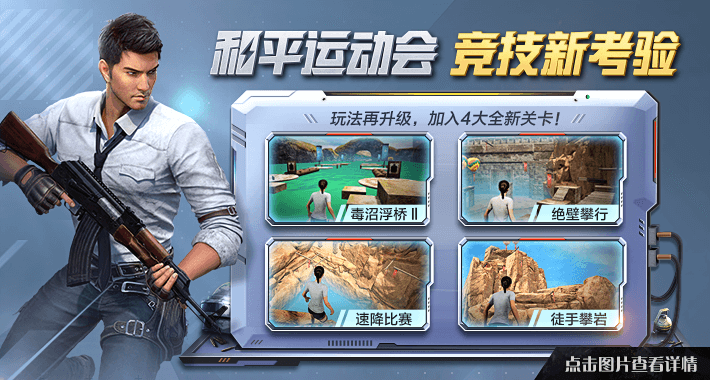 和平运动会 竞技新考验
玩法再升级，加入4大全新关卡！
毒沼浮桥 II
绝壁攀行
速降比赛
徒手攀岩
点击图片查看详情